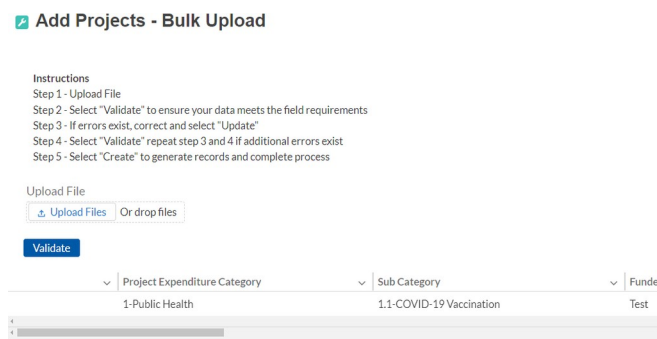 Add Projects - Bulk Upload
Instructions
Step 1 - Upload File
Step 2 - Select "Validate" to ensure your data meets the field requirements
Step 3 - If errors exist, correct and select "Update"
Step 4 - Select "Validate" repeat step 3 and 4 if additional errors exist
Step 5 - Select "Create" to generate records and complete process
Upload File
Upload Files Or drop files
Validate
Project Expenditure Category Sub Category Funde
1-Public Health 1.1-COVID-19 Vaccination Test